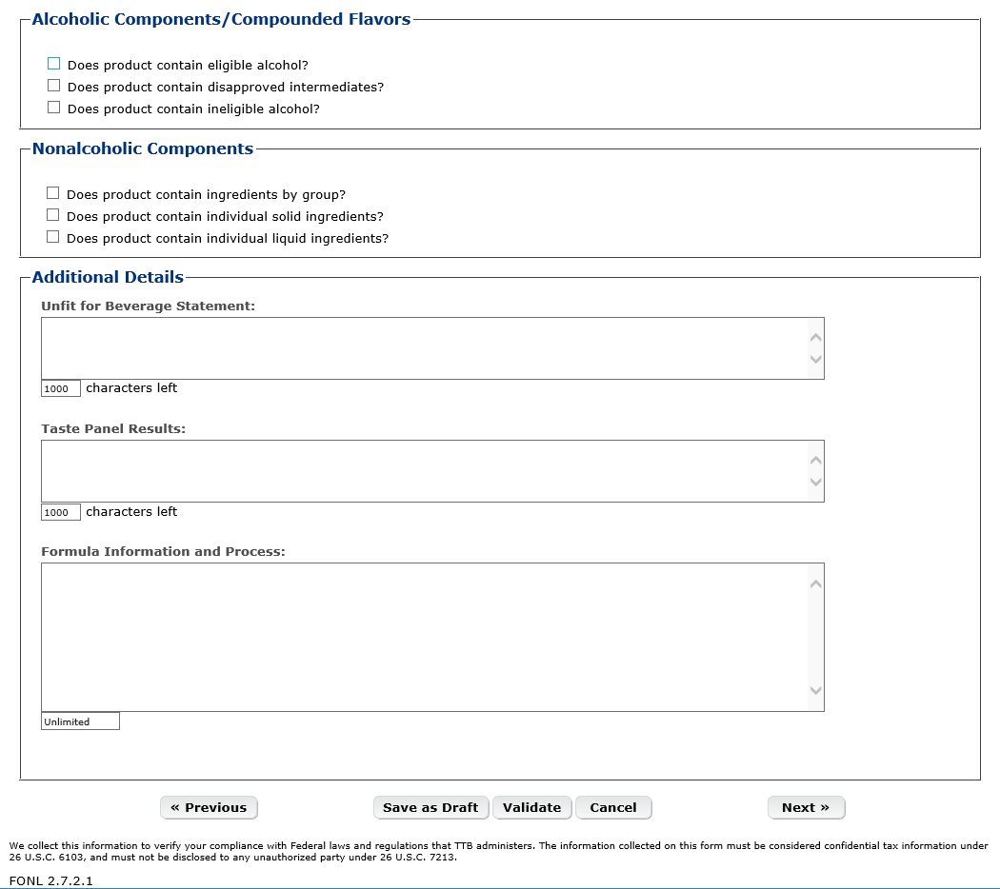 Alcoholic Components/Compounded Flavors
Does product contain eligible alcohol?
Does product contain disapproved intermediates?
Does product contain ineligible alcohol?
Nonalcoholic Components
Does product contain ingredients by group?
Does product contain individual solid ingredients?
Does product contain individual liquid ingredients?
Additional Details
Unfit for Beverage Statement:
1000 characters left
Taste Panel Results:
1000 characters left
Formula Information and Process:
Unlimited
« Previous Save as Draft Validate Cancel Next »
We collect this information to verify your compliance with Federal laws and regulations that TTB administers. The information collected on this form must be considered confidential tax information under
26 U.S.C. 6103, and must not be disclosed to any unauthorized party under 26 U.S.C. 7213.
FONL 2.7.2.1